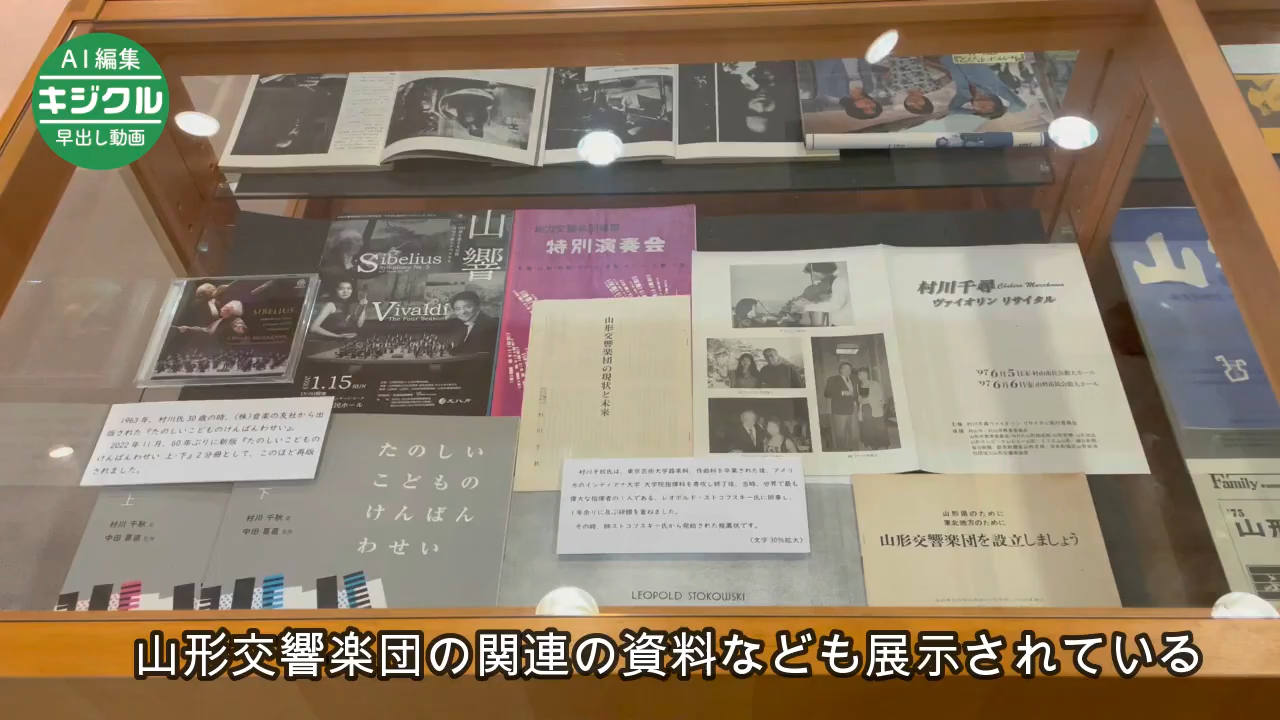 AI編集
キジクル
早出し動画
山響
Sibelius
Symphony No. 5
Vivaldi
The Four Seasons
1.15 SUN
特別演奏会
SIBELIUS
山形交響楽団の現状と未来
村川千尋 Chihiro Murakawa
ヴァイオリン リサイタル
'97 6月5日
'97 6月6日
1963年、村川氏30歳の時、(株)音楽の友社から出
版された『たのしいこどものけんばんわせい』。
2022年11月、60年ぶりに新版『たのしいこどもの
けんばんわせい 上・下』2分冊として、このほど再版
されました。
たのしい
こどもの
けんばん
わせい
上
村川 千秋
中田 喜直
下
村川 千秋
中田 喜直
村川千秋氏は、東京芸術大学器楽科、作曲科を卒業された後、アメリ
カのインディアナ大学 大学院指揮科を専攻し終了後、当時、世界で最も
偉大な指揮者の1人である、レオポルド・ストコフスキー氏に師事し、
1年余りに及ぶ研鑽を重ねました。
その時、師ストコフスキー氏から発給された推薦状です。
(文字30%拡大)
LEOPOLD STOKOWSKI
山形県のために
東北地方のために
山形交響楽団を設立しましょう
Family
'75
山形
山形交響楽団の関連の資料なども展示されている